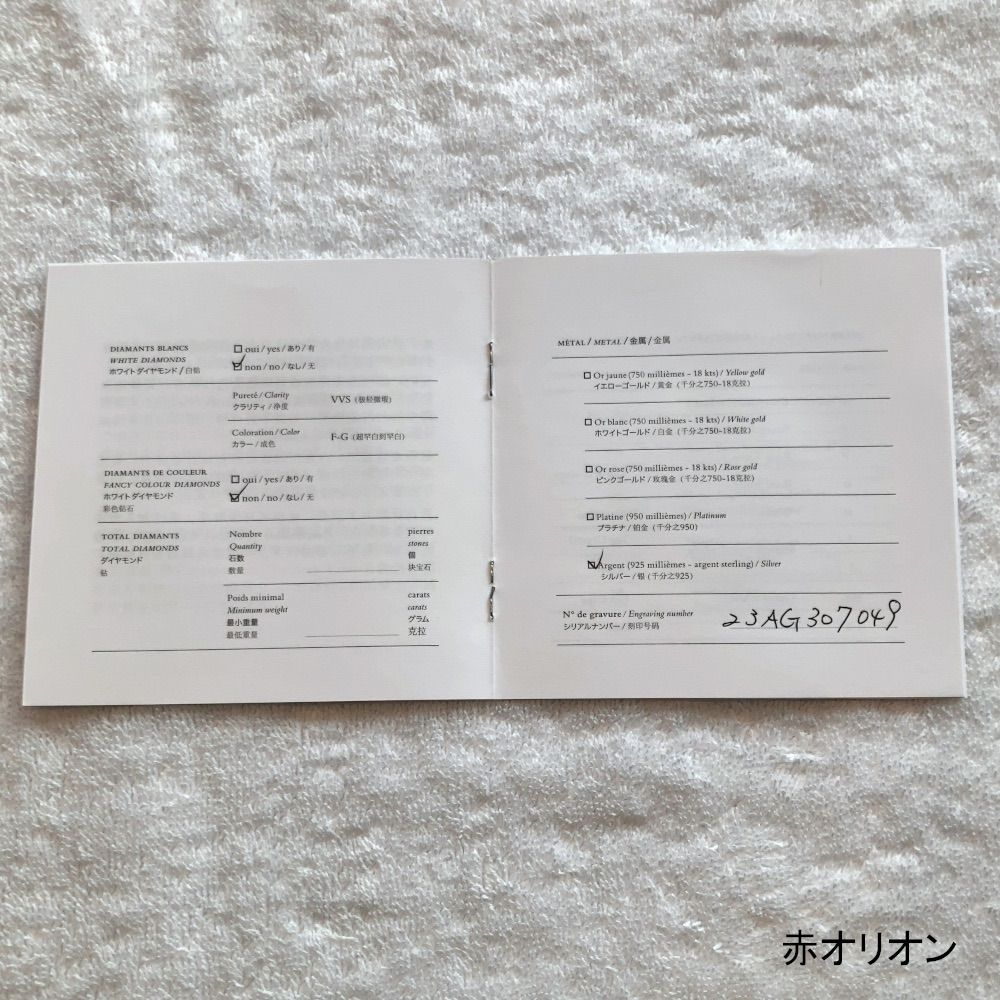 DIAMANTS BLANCS
WHITE DIAMONDS
ホワイトダイヤモンド / 白钻
oui / yes / あり / 有
non / no / なし / 无
Pureté / Clarity
クラリティ / 净度
VVS (极轻微瑕)
Coloration / Color
カラー / 成色
F-G (超罕白到罕白)
DIAMANTS DE COULEUR
FANCY COLOUR DIAMONDS
ホワイトダイヤモンド
彩色钻石
oui / yes / あり / 有
non / no / なし / 无
TOTAL DIAMANTS
TOTAL DIAMONDS
ダイヤモンド
钻
Nombre
Quantity
石数
数量
pierres
stones
個
块宝石
Poids minimal
Minimum weight
最小重量
最低重量
carats
carats
グラム
克拉
MÉTAL / METAL / 金属 / 金属
Or jaune (750 millièmes - 18 kts) / Yellow gold
イエローゴールド / 黄金 (千分之750-18克拉)
Or blanc (750 millièmes - 18 kts) / White gold
ホワイトゴールド / 白金 (千分之750-18克拉)
Or rose (750 millièmes - 18 kts) / Rose gold
ピンクゴールド / 玫瑰金 (千分之750-18克拉)
Platine (950 millièmes) / Platinum
プラチナ / 铂金 (千分之950)
Argent (925 millièmes - argent sterling) / Silver
シルバー / 银 (千分之925)
N° de gravure / Engraving number
シリアルナンバー / 刻印号码
23AG307049
赤オリオン